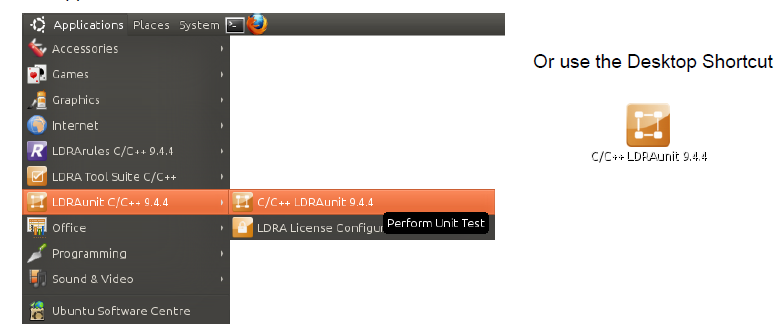 Applications Places System
Accessories
Games
Graphics
Internet
LDRArules C/C++ 9.4.4
LDRA Tool Suite C/C++
LDRAunit C/C++ 9.4.4
C/C++ LDRAunit 9.4.4
Office
LDRA License Configu
Perform Unit Test
Programming
Sound & Video
Ubuntu Software Centre
Or use the Desktop Shortcut
C/C++ LDRAunit 9.4.4